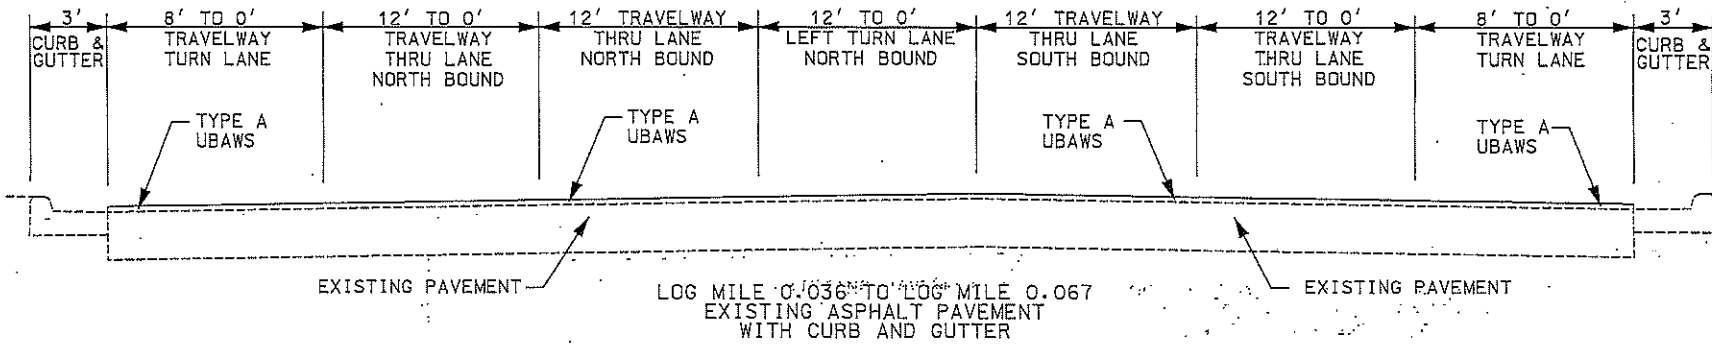 3'
CURB &
GUTTER
8' TO 0'
TRAVELWAY
TURN LANE
12' TO 0'
TRAVELWAY
THRU LANE
NORTH BOUND
12' TRAVELWAY
THRU LANE
NORTH BOUND
12' TO 0'
LEFT TURN LANE
NORTH BOUND
12' TRAVELWAY
THRU LANE
SOUTH BOUND
12' TO 0'
TRAVELWAY
THRU LANE
SOUTH BOUND
8' TO 0'
TRAVELWAY
TURN LANE
3'
CURB &
GUTTER
TYPE A
UBAWS
TYPE A
UBAWS
TYPE A
UBAWS
TYPE A
UBAWS
EXISTING PAVEMENT
EXISTING PAVEMENT
LOG MILE 0.036 TO LOG MILE 0.067
EXISTING ASPHALT PAVEMENT
WITH CURB AND GUTTER